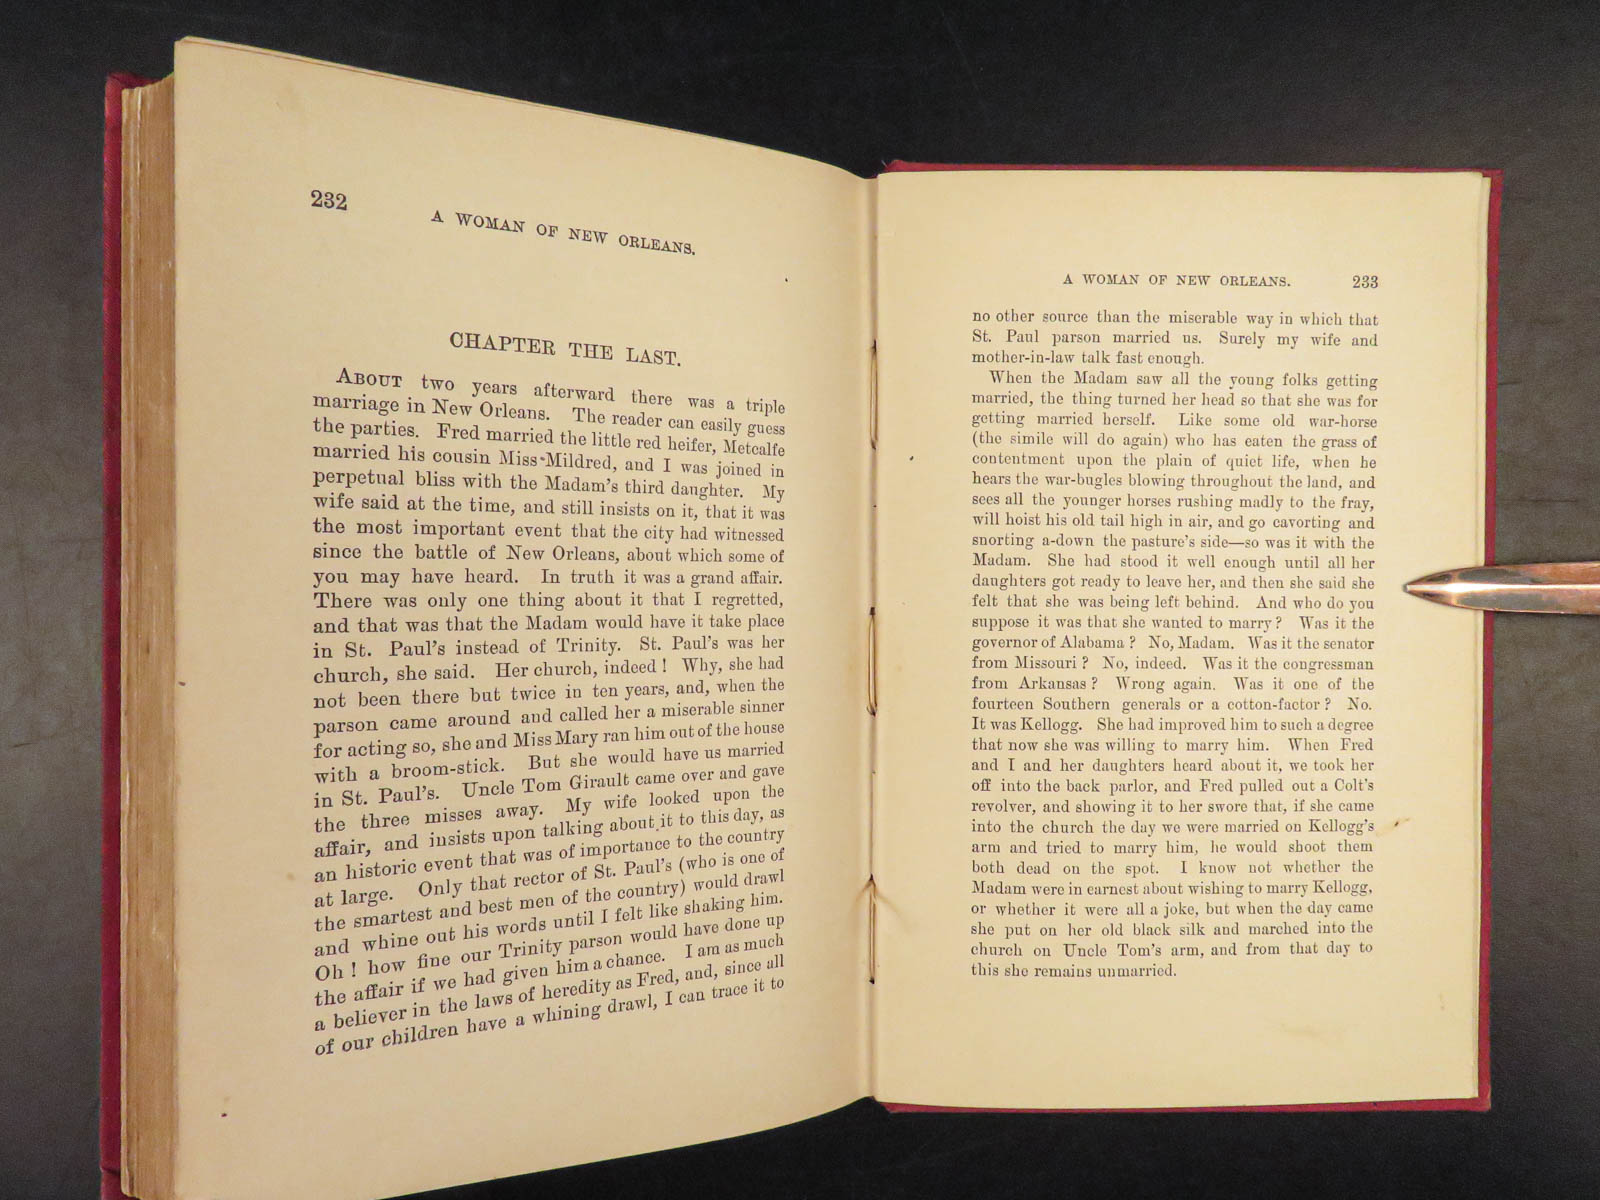 232
A WOMAN OF NEW ORLEANS.
CHAPTER THE LAST.
ABOUT two years afterward there was a triple
marriage in New Orleans. The reader can easily guess
the parties. Fred married the little red heifer, Metcalfe
married his cousin Miss Mildred, and I was joined in
perpetual bliss with the Madam's third daughter. My
wife said at the time, and still insists on it, that it was
the most important event that the city had witnessed
since the battle of New Orleans, about which some of
you may have heard. In truth it was a grand affair.
There was only one thing about it that I regretted,
and that was that the Madam would have it take place
in St. Paul's instead of Trinity. St. Paul's was her
church, she said. Her church, indeed! Why, she had
not been there but twice in ten years, and, when the
parson came around and called her a miserable sinner
for acting so, she and Miss Mary ran him out of the house
with a broom-stick. But she would have us married
in St. Paul's. Uncle Tom Girault came over and gave
the three misses away. My wife looked upon the
affair, and insists upon talking about it to this day, as
an historic event that was of importance to the country
at large. Only that rector of St. Paul's (who is one of
the smartest and best men of the country) would drawl
and whine out his words until I felt like shaking him.
Oh! how fine our Trinity parson would have done up
the affair if we had given him a chance. I am as much
a believer in the laws of heredity as Fred, and, since all
of our children have a whining drawl, I can trace it to
A WOMAN OF NEW ORLEANS.
233
no other source than the miserable way in which that
St. Paul parson married us. Surely my wife and
mother-in-law talk fast enough.
When the Madam saw all the young folks getting
married, the thing turned her head so that she was for
getting married herself. Like some old war-horse
(the simile will do again) who has eaten the grass of
contentment upon the plain of quiet life, when he
hears the war-bugles blowing throughout the land, and
sees all the younger horses rushing madly to the fray,
will hoist his old tail high in air, and go cavorting and
snorting a-down the pasture's side—so was it with the
Madam. She had stood it well enough until all her
daughters got ready to leave her, and then she said she
felt that she was being left behind. And who do you
suppose it was that she wanted to marry? Was it the
governor of Alabama? No, Madam. Was it the senator
from Missouri? No, indeed. Was it the congressman
from Arkansas? Wrong again. Was it one of the
fourteen Southern generals or a cotton-factor? No.
It was Kellogg. She had improved him to such a degree
that now she was willing to marry him. When Fred
and I and her daughters heard about it, we took her
off into the back parlor, and Fred pulled out a Colt's
revolver, and showing it to her swore that, if she came
into the church the day we were married on Kellogg's
arm and tried to marry him, he would shoot them
both dead on the spot. I know not whether the
Madam were in earnest about wishing to marry Kellogg,
or whether it were all a joke, but when the day came
she put on her old black silk and marched into the
church on Uncle Tom's arm, and from that day to
this she remains unmarried.